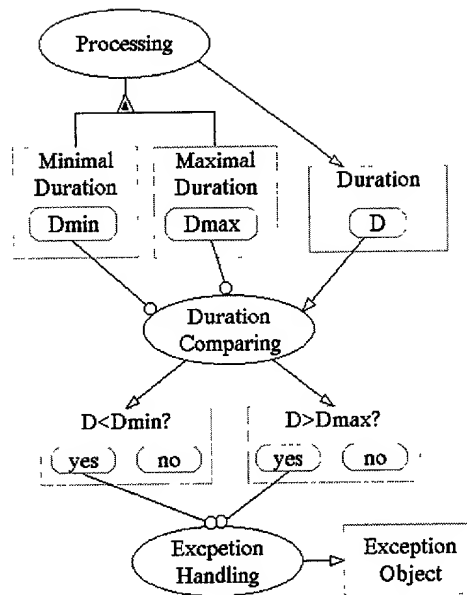 Processing
Minimal
Duration
Dmin
Maximal
Duration
Dmax
Duration
D
Duration
Comparing
D<Dmin?
yes
no
D>Dmax?
yes
no
Excpetion
Handling
Exception
Object